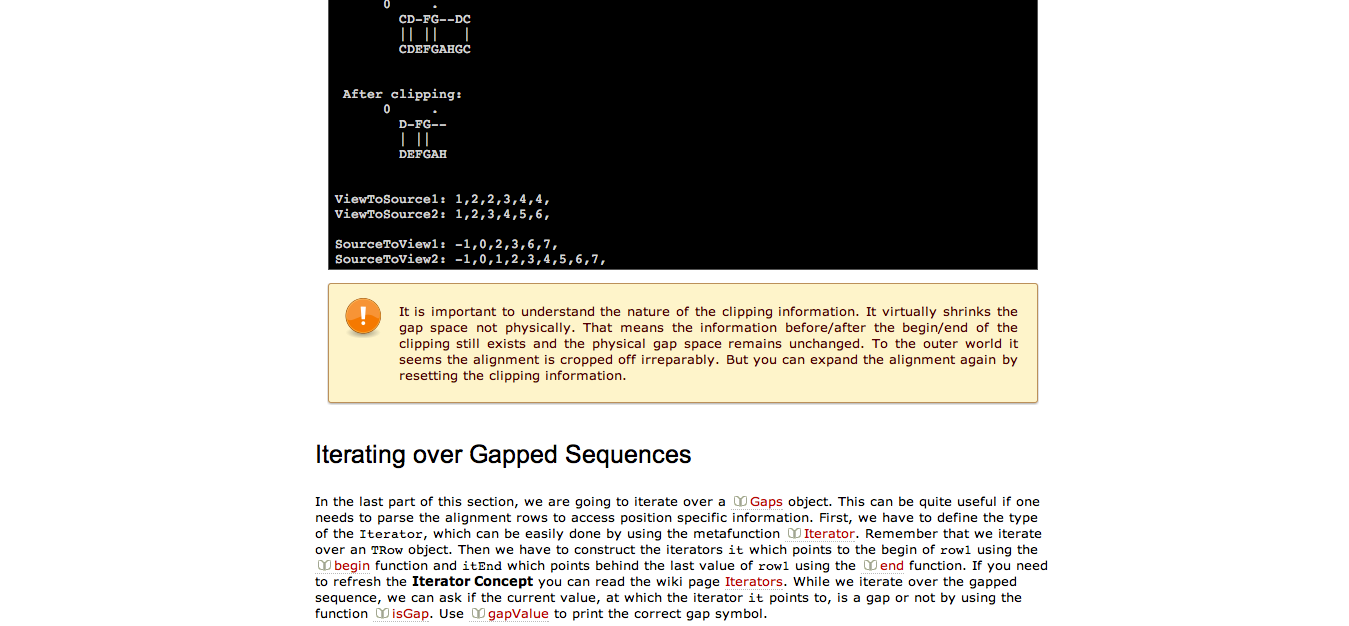 0     .
CD-FG--DC
|| ||   |
CDEFGAHGC
After clipping:
0     .
D-FG--
| ||
DEFGAH
ViewToSource1: 1,2,2,3,4,4,
ViewToSource2: 1,2,3,4,5,6,
SourceToView1: -1,0,2,3,6,7,
SourceToView2: -1,0,1,2,3,4,5,6,7,
It is important to understand the nature of the clipping information. It virtually shrinks the
gap space not physically. That means the information before/after the begin/end of the
clipping still exists and the physical gap space remains unchanged. To the outer world it
seems the alignment is cropped off irreparably. But you can expand the alignment again by
resetting the clipping information.
Iterating over Gapped Sequences
In the last part of this section, we are going to iterate over a Gaps object. This can be quite useful if one
needs to parse the alignment rows to access position specific information. First, we have to define the type
of the Iterator, which can be easily done by using the metafunction Iterator. Remember that we iterate
over an TRow object. Then we have to construct the iterators it which points to the begin of row1 using the
begin function and itEnd which points behind the last value of row1 using the end function. If you need
to refresh the Iterator Concept you can read the wiki page Iterators. While we iterate over the gapped
sequence, we can ask if the current value, at which the iterator it points to, is a gap or not by using the
function isGap. Use gapValue to print the correct gap symbol.